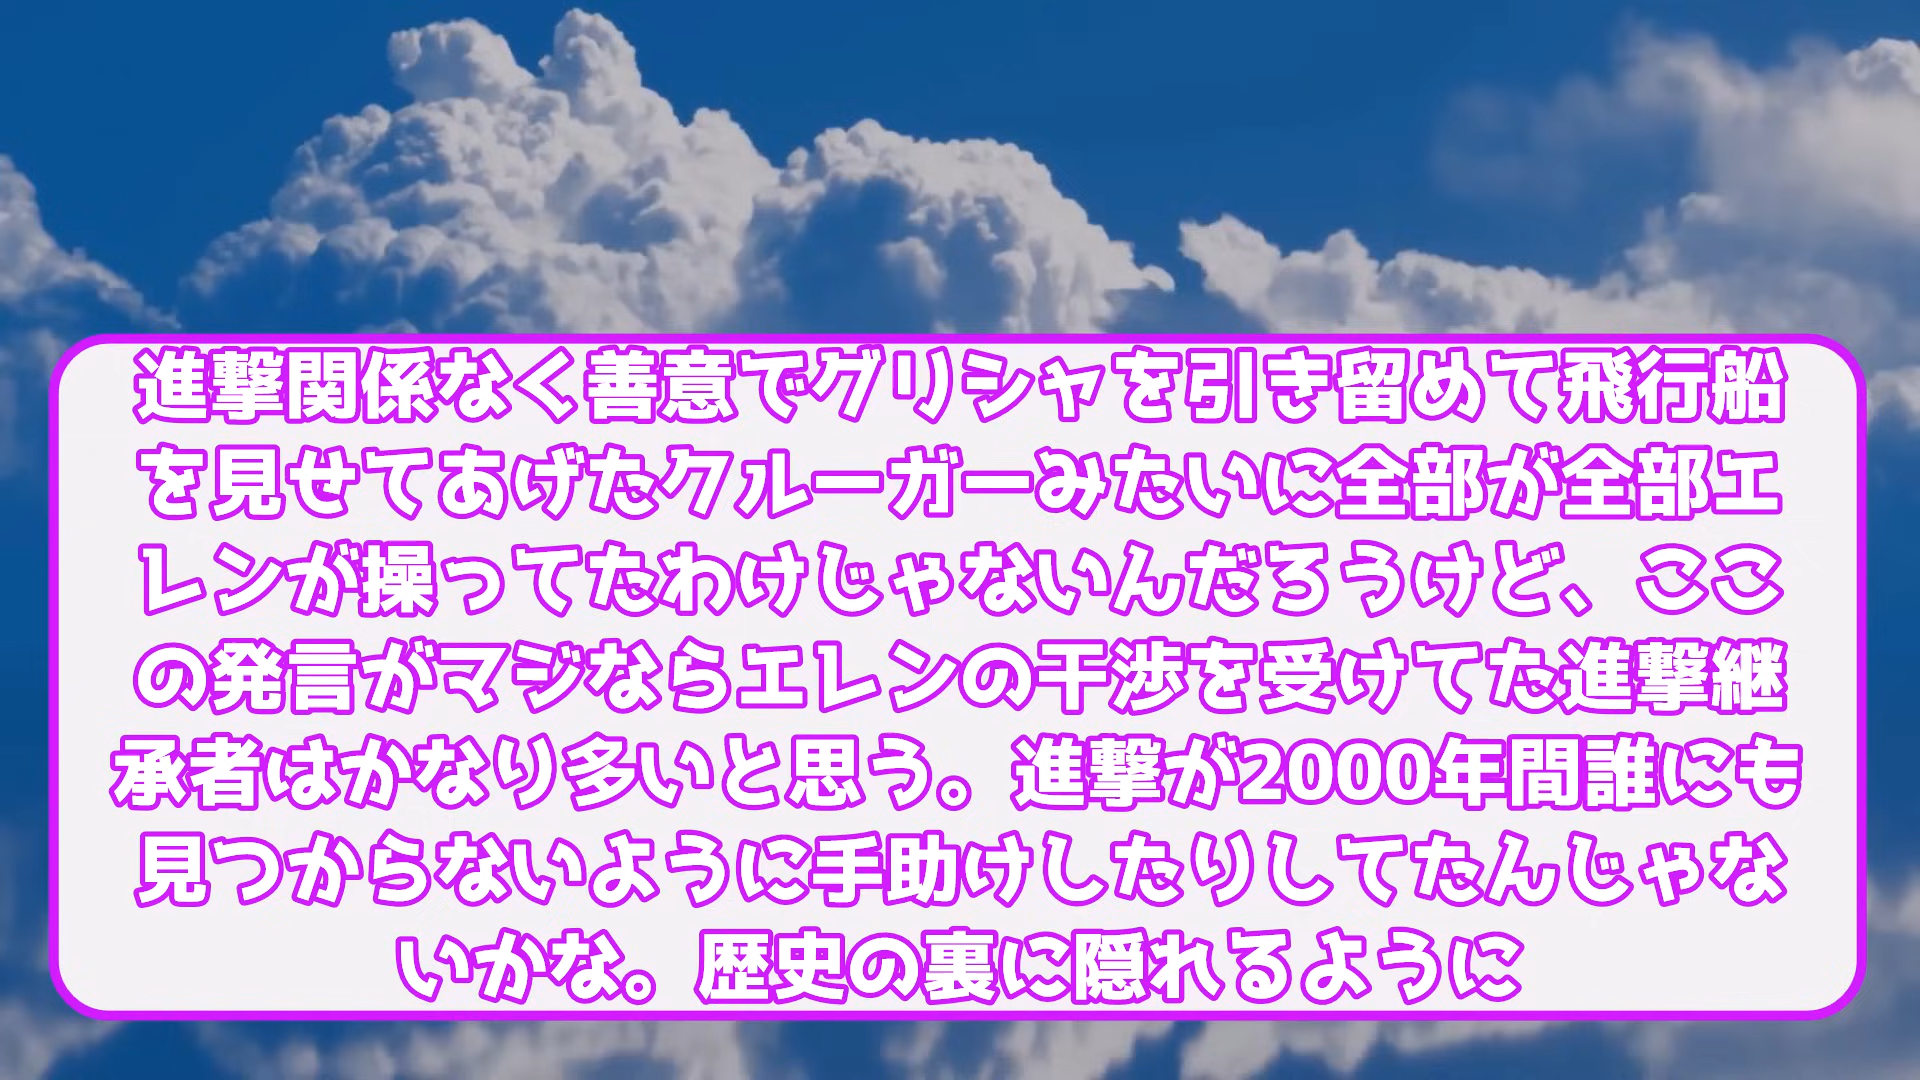 進撃関係なく善意でグリシャを引き留めて飛行船
を見せてあげたクルーガーみたいに全部が全部エ
レンが操ってたわけじゃないんだろうけど、ここ
の発言がマジならエレンの干渉を受けてた進撃継
承者はかなり多いと思う。進撃が2000年間誰にも
見つからないように手助けしたりしてたんじゃな
いかな。歴史の裏に隠れるように